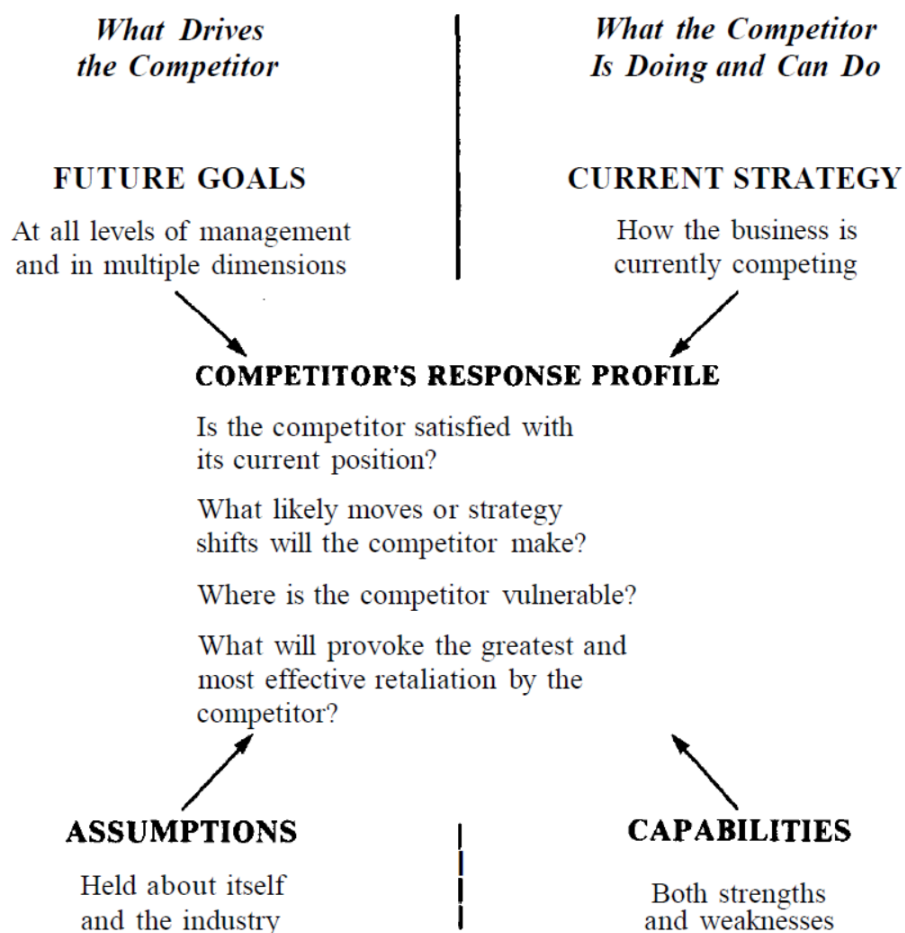 What Drives
the Competitor
What the Competitor
Is Doing and Can Do
FUTURE GOALS
At all levels of management
and in multiple dimensions
CURRENT STRATEGY
How the business is
currently competing
COMPETITOR'S RESPONSE PROFILE
Is the competitor satisfied with
its current position?
What likely moves or strategy
shifts will the competitor make?
Where is the competitor vulnerable?
What will provoke the greatest and
most effective retaliation by the
competitor?
ASSUMPTIONS
Held about itself
and the industry
CAPABILITIES
Both strengths
and weaknesses